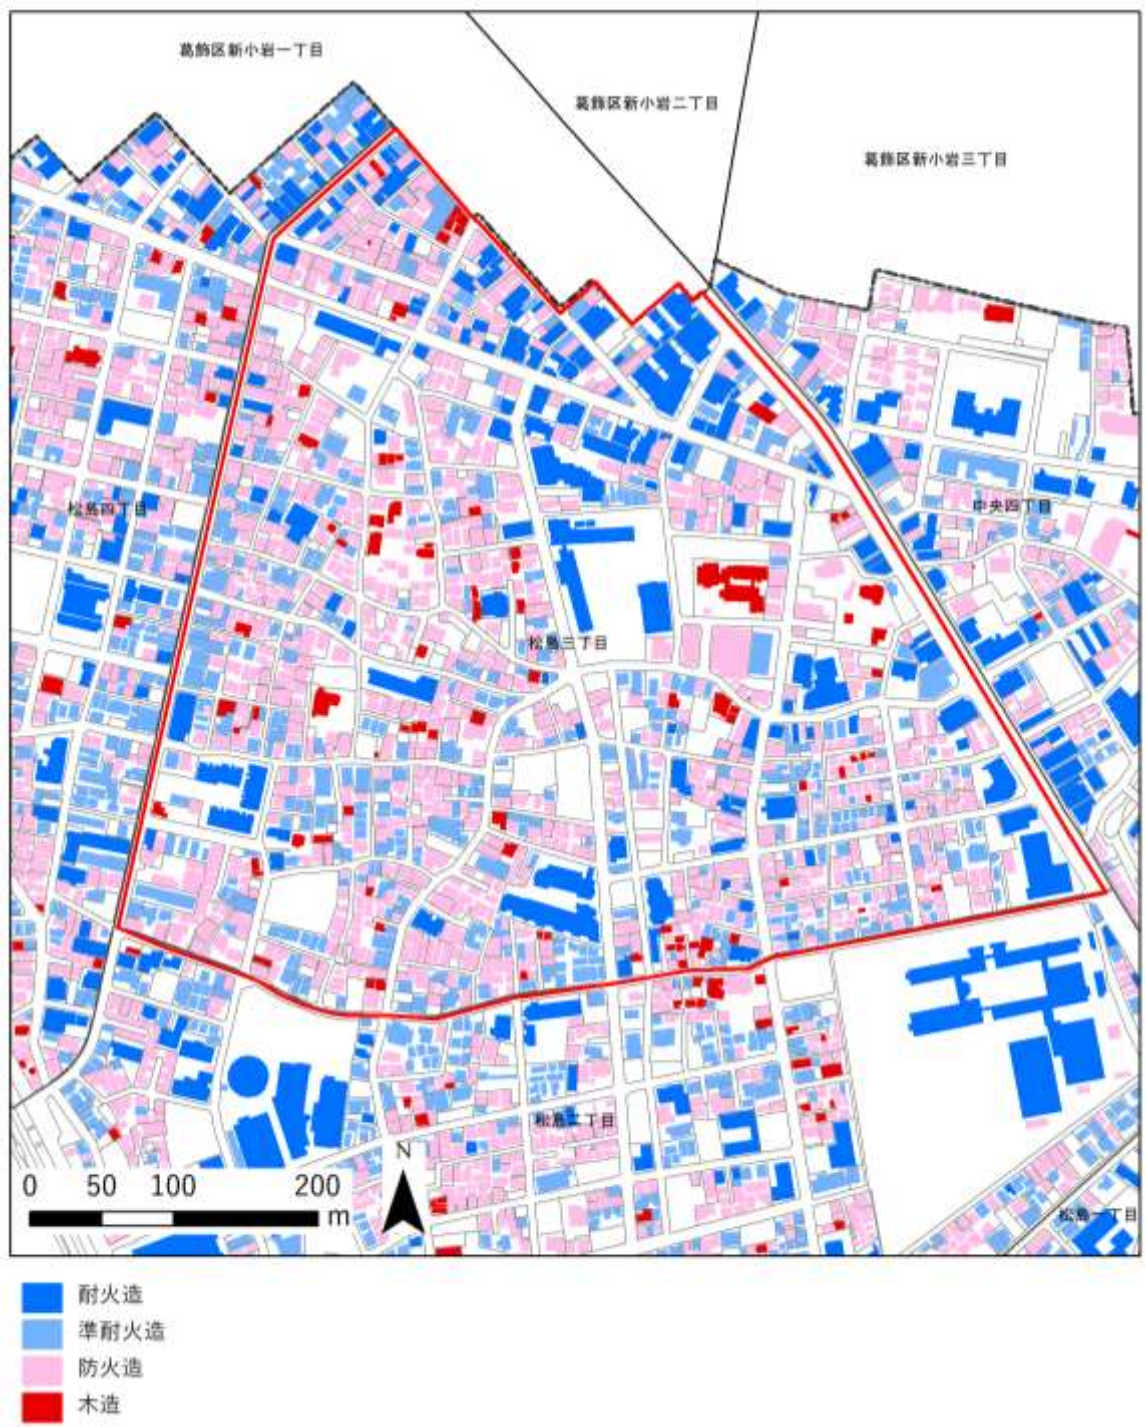 葛飾区新小岩一丁目
葛飾区新小岩二丁目
葛飾区新小岩三丁目
松島四丁目
中央四丁目
松島三丁目
松島二丁目
松島一丁目
N
0 50 100 200
m
耐火造
準耐火造
防火造
木造